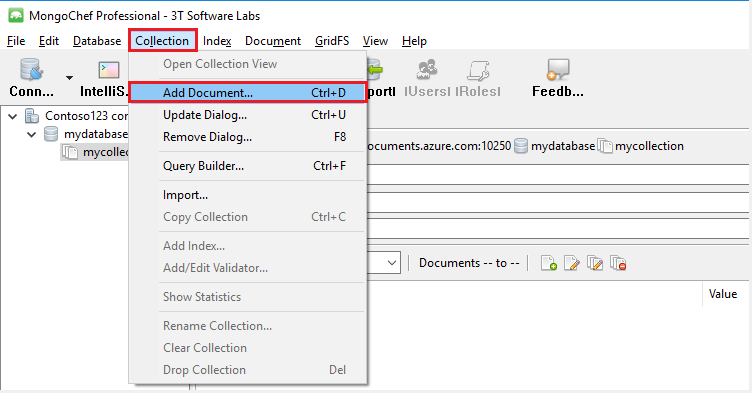 MongoChef Professional - 3T Software Labs
File Edit Database Collection Index Document GridFS View Help
Conn... IntelliS. |Users| |Roles| Feedb...
Open Collection View
Add Document... Ctrl+D
Update Dialog... Ctrl+U
Remove Dialog... F8
Query Builder... Ctrl+F
Import...
Copy Collection Ctrl+C
Add Index...
Add/Edit Validator...
Show Statistics
Rename Collection...
Clear Collection
Drop Collection Del
Contoso123 con
mydatabase
mycollec
ocuments.azure.com:10250 mydatabase mycollection
Documents -- to --
Value